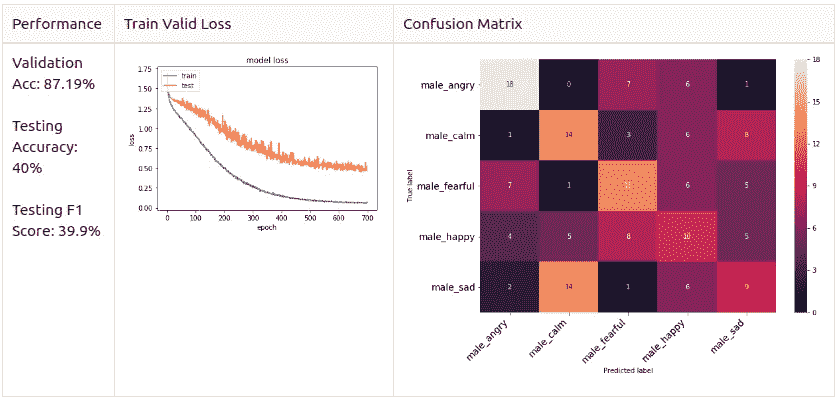 Performance
Train Valid Loss
Confusion Matrix
Validation
Acc: 87.19%
Testing
Accuracy:
40%
Testing F1
Score: 39.9%
model loss
train
test
1.75
1.50
1.25
1.00
0.75
0.50
0.25
0.00
loss
0 100 200 300 400 500 600 700
epoch
True label
male_angry 18 0 7 6 1
male_calm 1 14 3 6 8
male_fearful 7 1 13 6 5
male_happy 4 5 8 10 5
male_sad 2 14 1 6 9
male_angry male_calm male_fearful male_happy male_sad
Predicted label
18
15
12
9
6
3
0